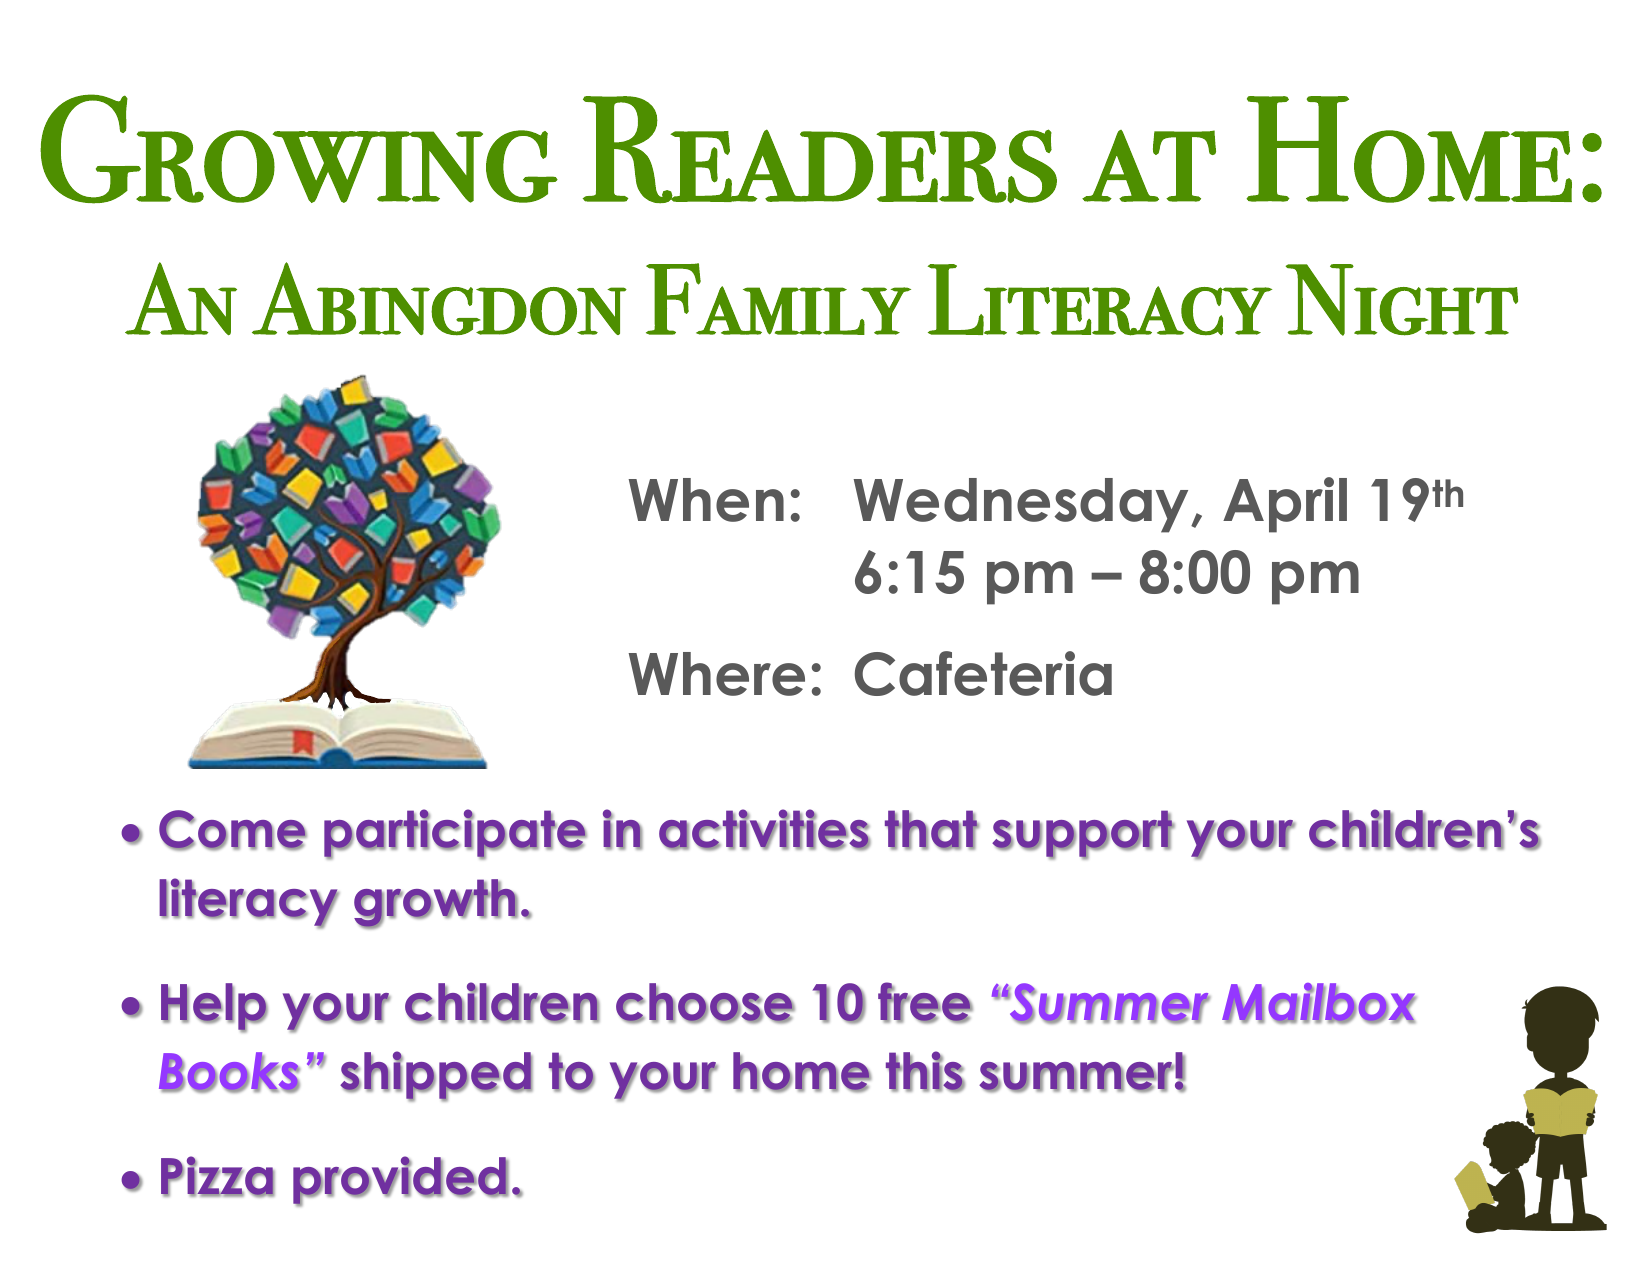 Growing Readers at Home:
An Abingdon Family Literacy Night
When: Wednesday, April 19th
6:15 pm – 8:00 pm
Where: Cafeteria
• Come participate in activities that support your children’s
literacy growth.
• Help your children choose 10 free “Summer Mailbox
Books” shipped to your home this summer!
• Pizza provided.